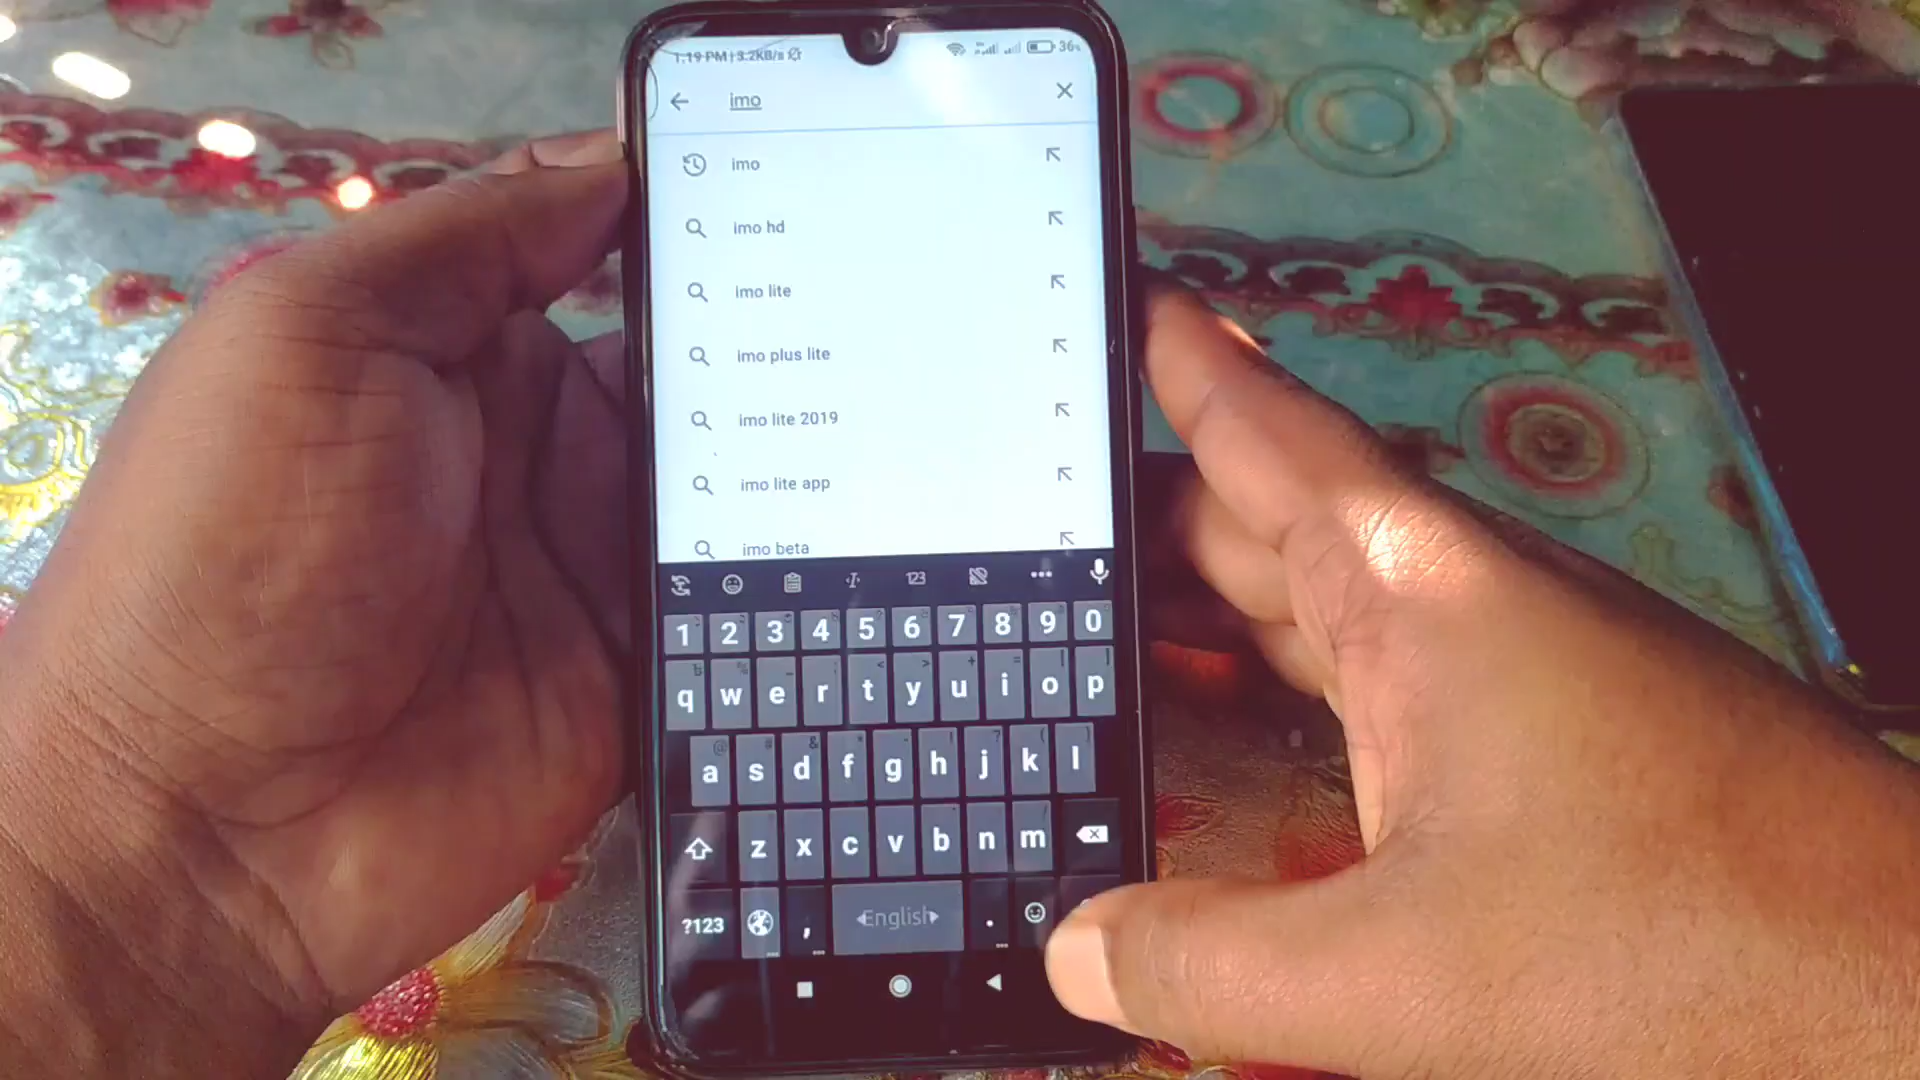 1:19 PM | 3.2KB/s
36%
imo
imo
imo hd
imo lite
imo plus lite
imo lite 2019
imo lite app
imo beta
123
1 2 3 4 5 6 7 8 9 0
q w e r t y u i o p
a s d f g h j k l
z x c v b n m
?123 , English .